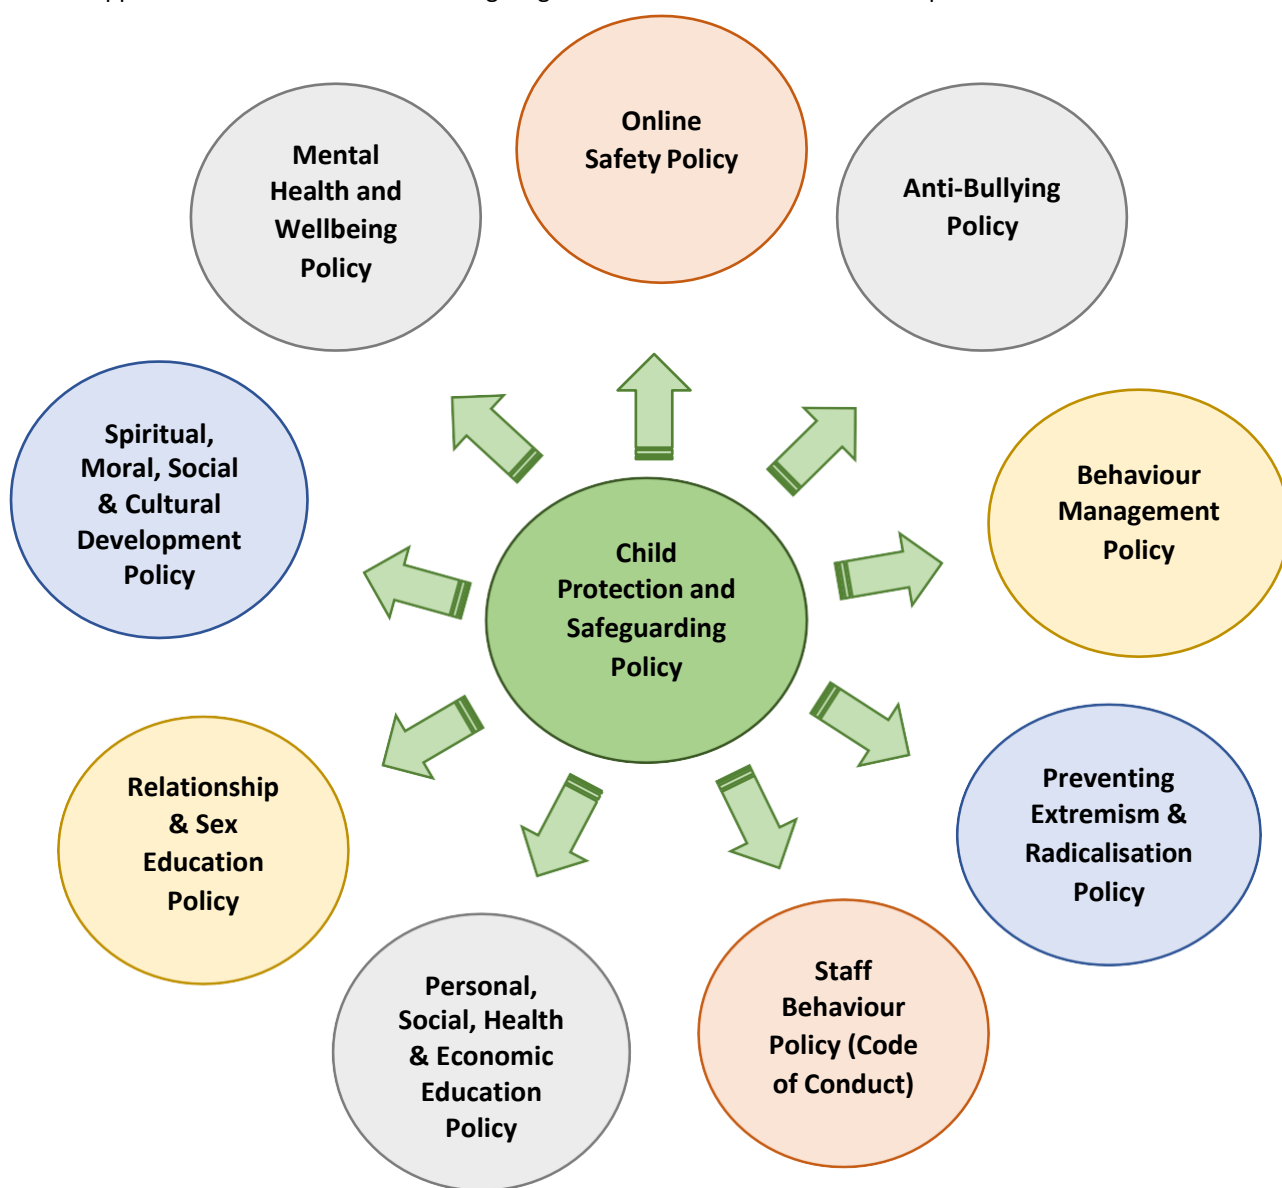 Online
Safety Policy
Mental
Health and
Wellbeing
Policy
Anti-Bullying
Policy
Spiritual,
Moral, Social
& Cultural
Development
Policy
Behaviour
Management
Policy
Child
Protection and
Safeguarding
Policy
Relationship
& Sex
Education
Policy
Preventing
Extremism &
Radicalisation
Policy
Personal,
Social, Health
& Economic
Education
Policy
Staff
Behaviour
Policy (Code
of Conduct)